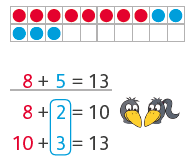 8 + 5 = 13
8 + 2 = 10
10 + 3 = 13